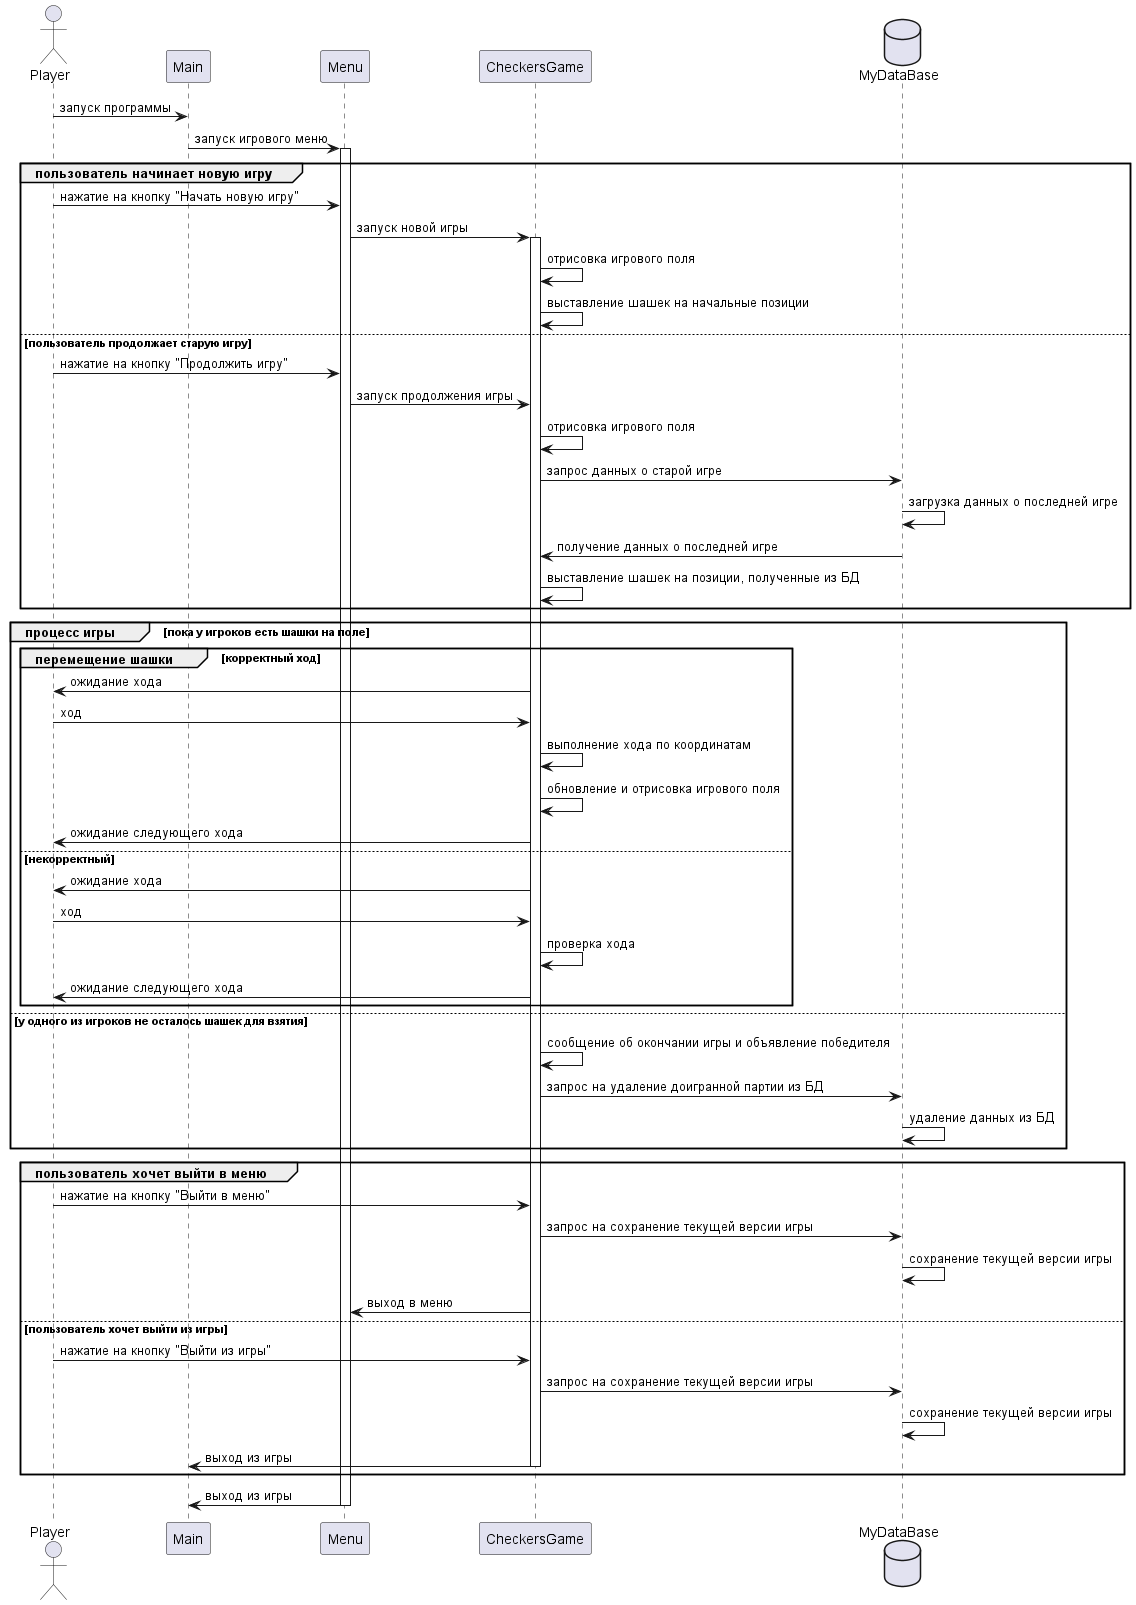 Player
Main
Menu
CheckersGame
MyDataBase
запуск программы
запуск игрового меню
пользователь начинает новую игру
нажатие на кнопку "Начать новую игру"
запуск новой игры
отрисовка игрового поля
выставление шашек на начальные позиции
[пользователь продолжает старую игру]
нажатие на кнопку "Продолжить игру"
запуск продолжения игры
отрисовка игрового поля
запрос данных о старой игре
загрузка данных о последней игре
получение данных о последней игре
выставление шашек на позиции, полученные из БД
процесс игры [пока у игроков есть шашки на поле]
перемещение шашки [корректный ход]
ожидание хода
ход
выполнение хода по координатам
обновление и отрисовка игрового поля
ожидание следующего хода
[некорректный]
ожидание хода
ход
проверка хода
ожидание следующего хода
[у одного из игроков не осталось шашек для взятия]
сообщение об окончании игры и объявление победителя
запрос на удаление доигранной партии из БД
удаление данных из БД
пользователь хочет выйти в меню
нажатие на кнопку "Выйти в меню"
запрос на сохранение текущей версии игры
сохранение текущей версии игры
выход в меню
[пользователь хочет выйти из игры]
нажатие на кнопку "Выйти из игры"
запрос на сохранение текущей версии игры
сохранение текущей версии игры
выход из игры
выход из игры
Player
Main
Menu
CheckersGame
MyDataBase